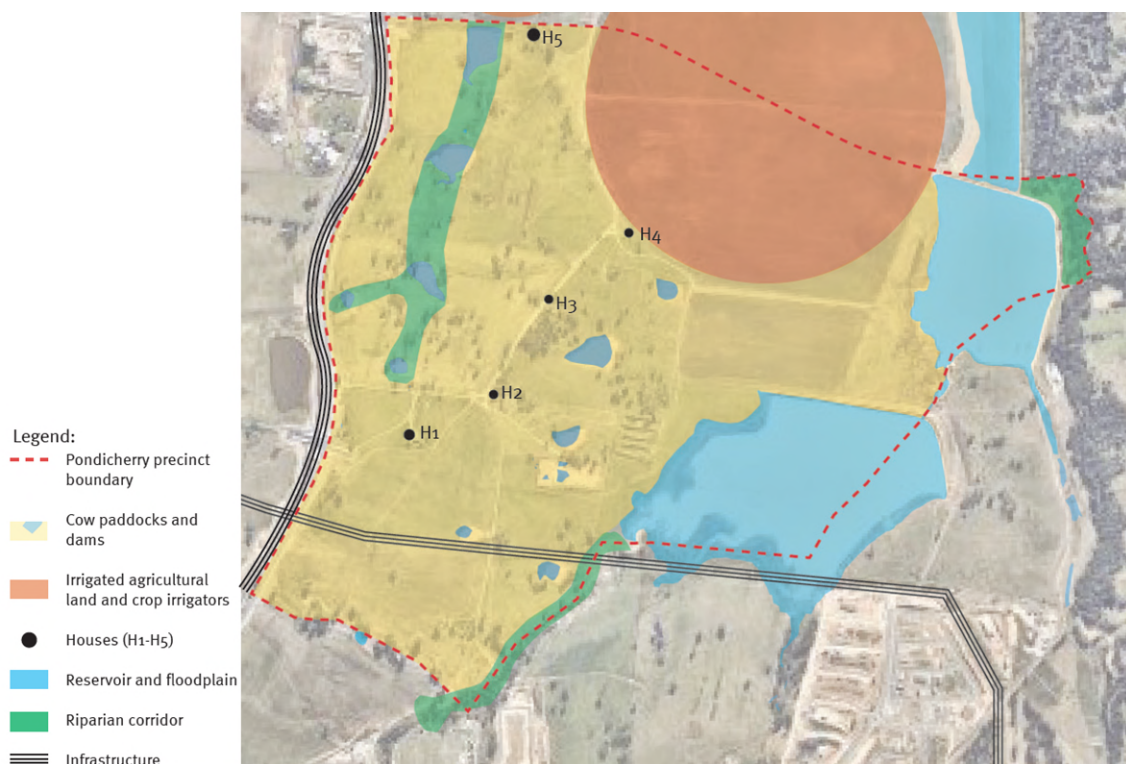 H5
H4
H3
H2
H1
Legend:
Pondicherry precinct
boundary
Cow paddocks and
dams
Irrigated agricultural
land and crop irrigators
Houses (H1-H5)
Reservoir and floodplain
Riparian corridor
Infrastructure